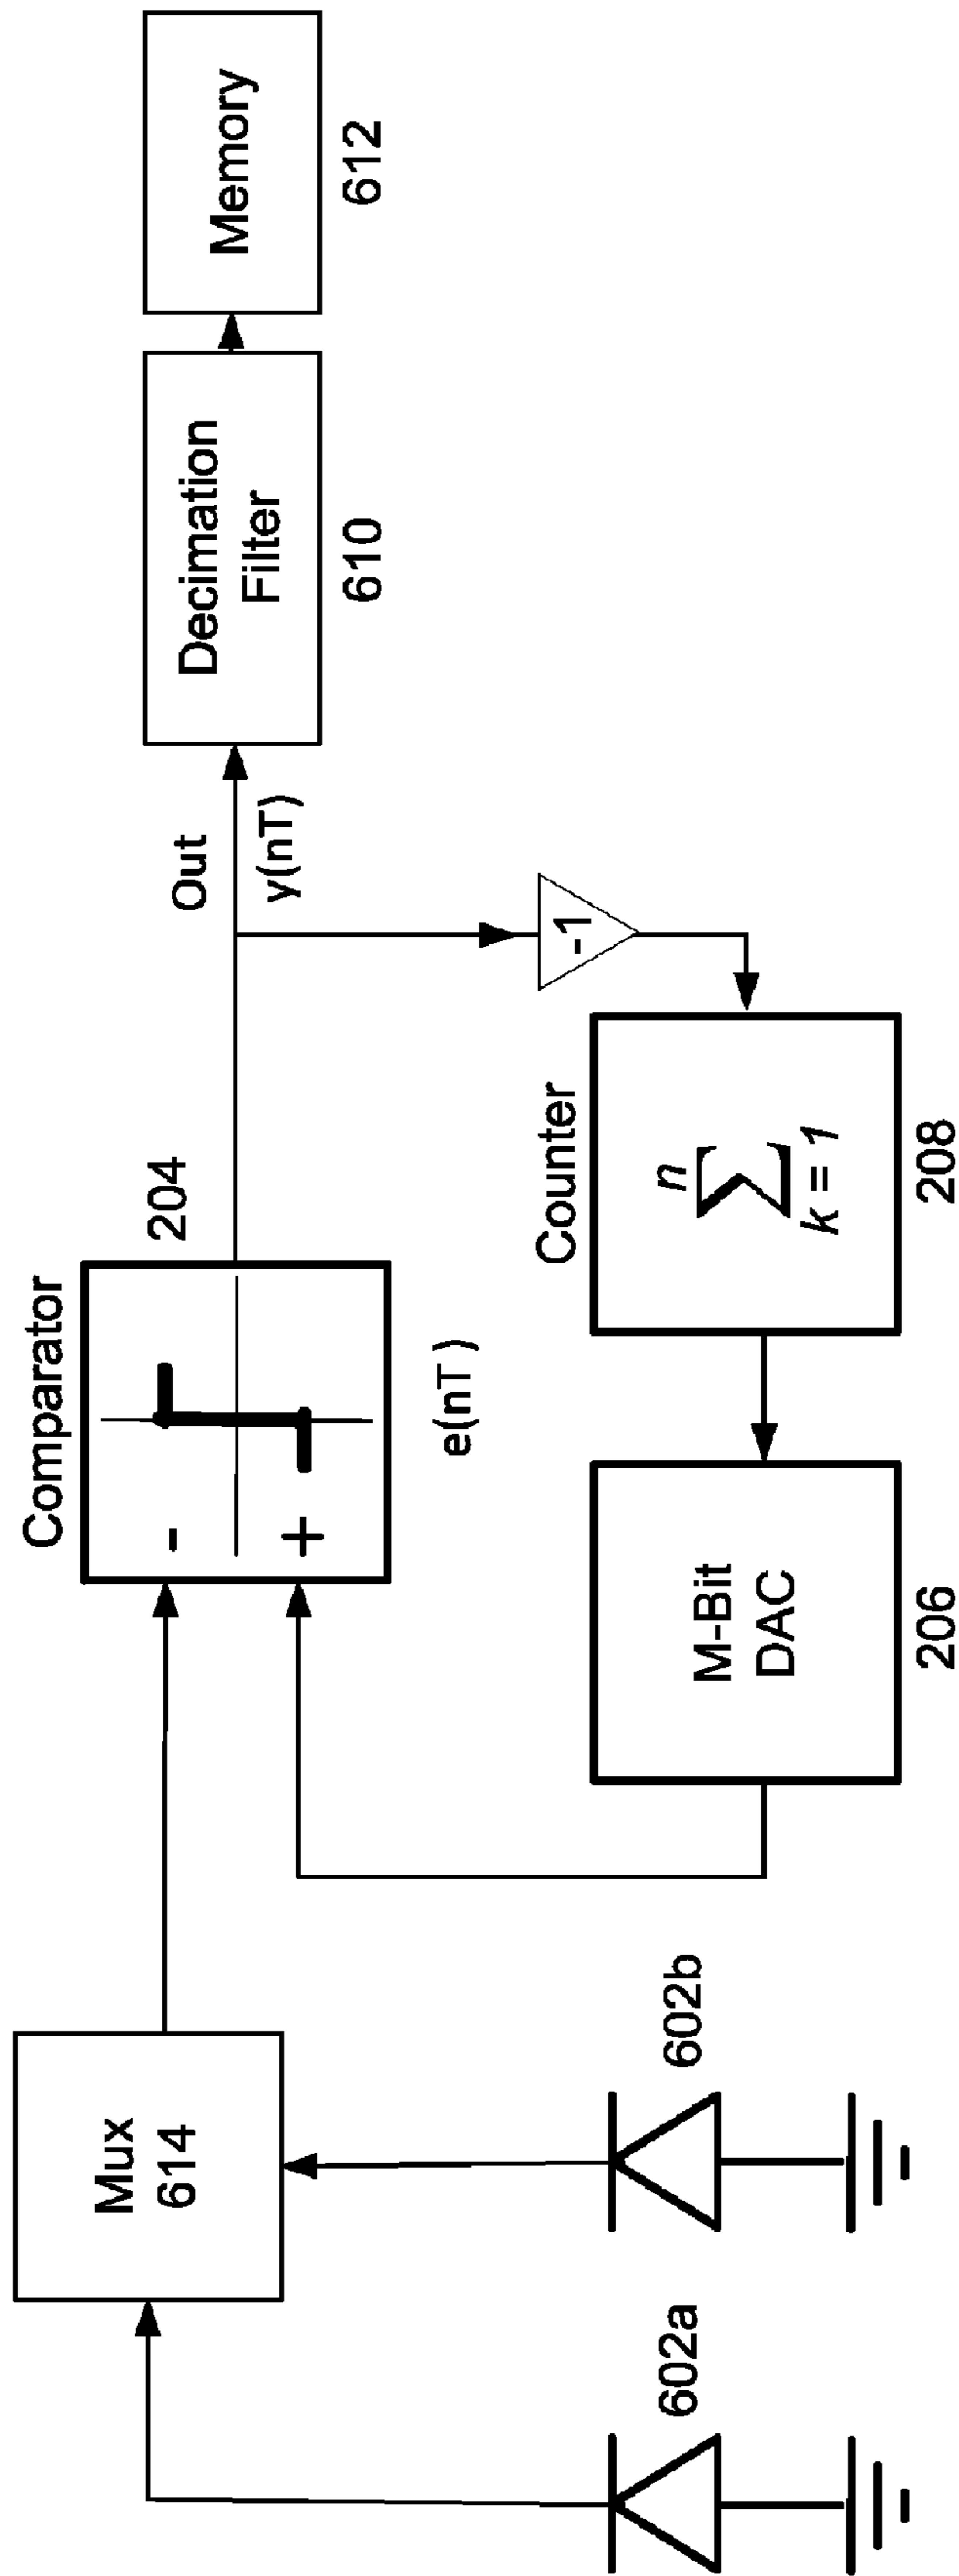 Mux
614
602a
602b
Comparator
204
-
+
e(nT )
M-Bit
DAC
206
Counter
n
∑
k = 1
208
-1
Out
y(nT)
Decimation
Filter
610
Memory
612